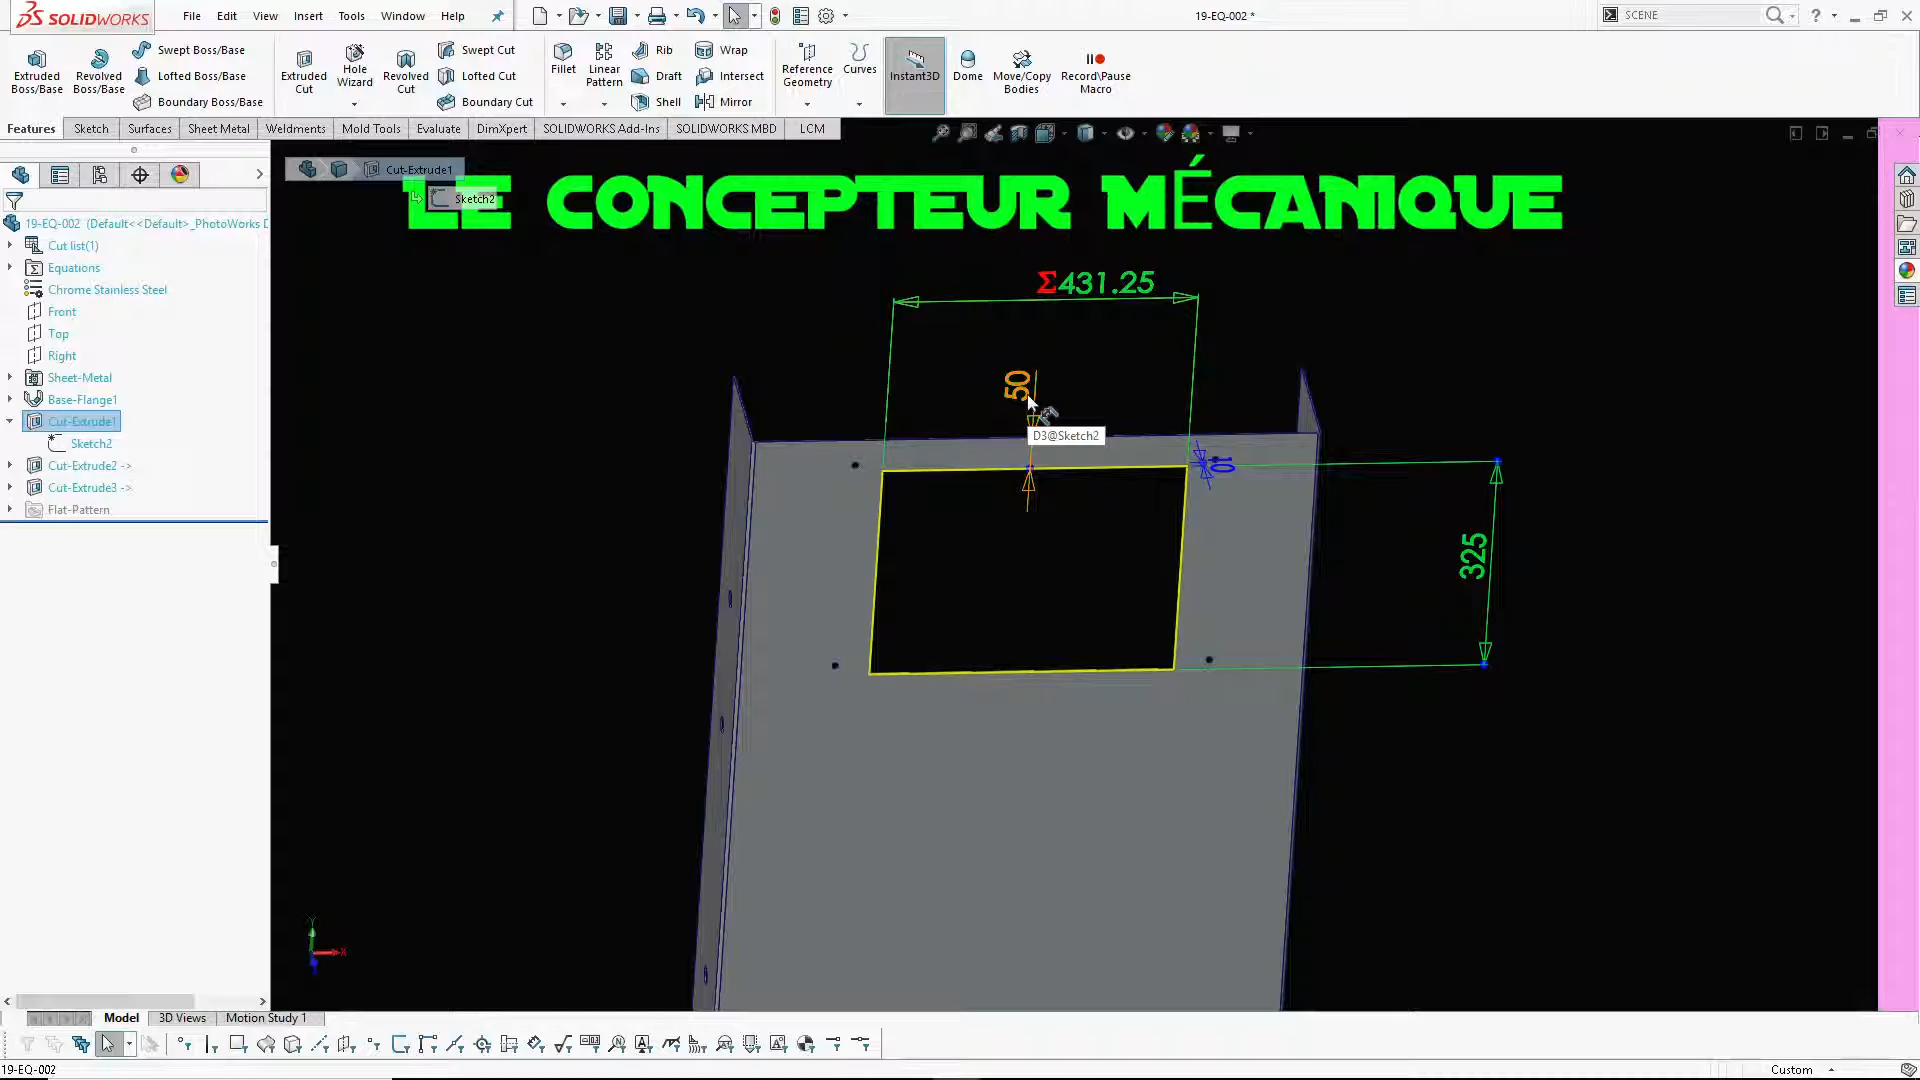 SOLIDWORKS
File Edit View Insert Tools Window Help
19-EQ-002 *
SCENE
Extruded Boss/Base
Revolved Boss/Base
Swept Boss/Base
Lofted Boss/Base
Boundary Boss/Base
Extruded Cut
Hole Wizard
Revolved Cut
Swept Cut
Lofted Cut
Boundary Cut
Fillet
Linear Pattern
Rib
Draft
Shell
Wrap
Intersect
Mirror
Reference Geometry
Curves
Instant3D
Dome
Move/Copy Bodies
Record\Pause Macro
Features Sketch Surfaces Sheet Metal Weldments Mold Tools Evaluate DimXpert SOLIDWORKS Add-Ins SOLIDWORKS MBD LCM
Cut-Extrude1
Sketch2
LE CONCEPTEUR MÉCANIQUE
19-EQ-002 (Default<<Default>_PhotoWorks D
Cut list(1)
Equations
Chrome Stainless Steel
Front
Top
Right
Sheet-Metal
Base-Flange1
Cut-Extrude1
Sketch2
Cut-Extrude2 ->
Cut-Extrude3 ->
Flat-Pattern
Σ431.25
50
D3@Sketch2
10
325
Y
X
Model 3D Views Motion Study 1
19-EQ-002
Custom